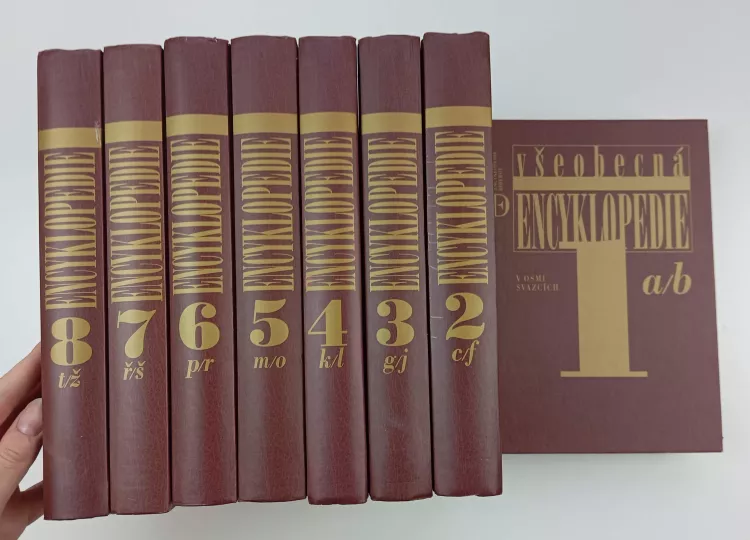 ENCYKLOPEDIE
8
t/ž
ENCYKLOPEDIE
7
ř/š
ENCYKLOPEDIE
6
p/r
ENCYKLOPEDIE
5
m/o
ENCYKLOPEDIE
4
k/l
ENCYKLOPEDIE
3
g/j
ENCYKLOPEDIE
2
c/f
všeobecná
ENCYKLOPEDIE
1
a/b
V OSMI
SVAZCÍCH